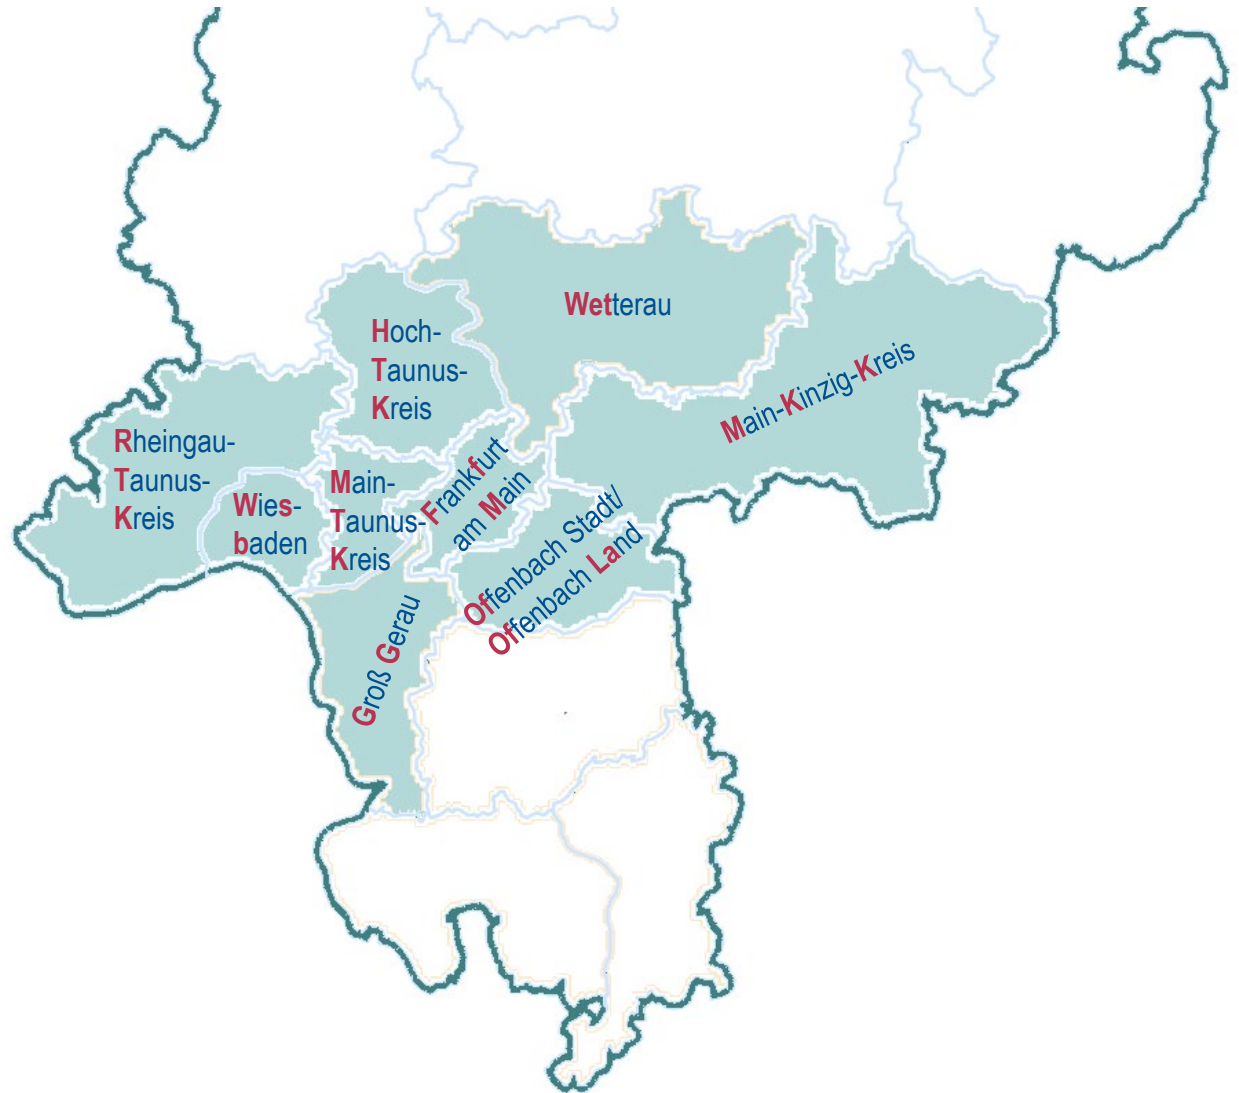 Wetterau
Hoch-
Taunus-
Kreis
Main-Kinzig-Kreis
Rheingau-
Taunus-
Kreis
Wies-
baden
Main-
Taunus-
Kreis
Frankfurt
am Main
Offenbach Stadt/
Offenbach Land
Groß Gerau